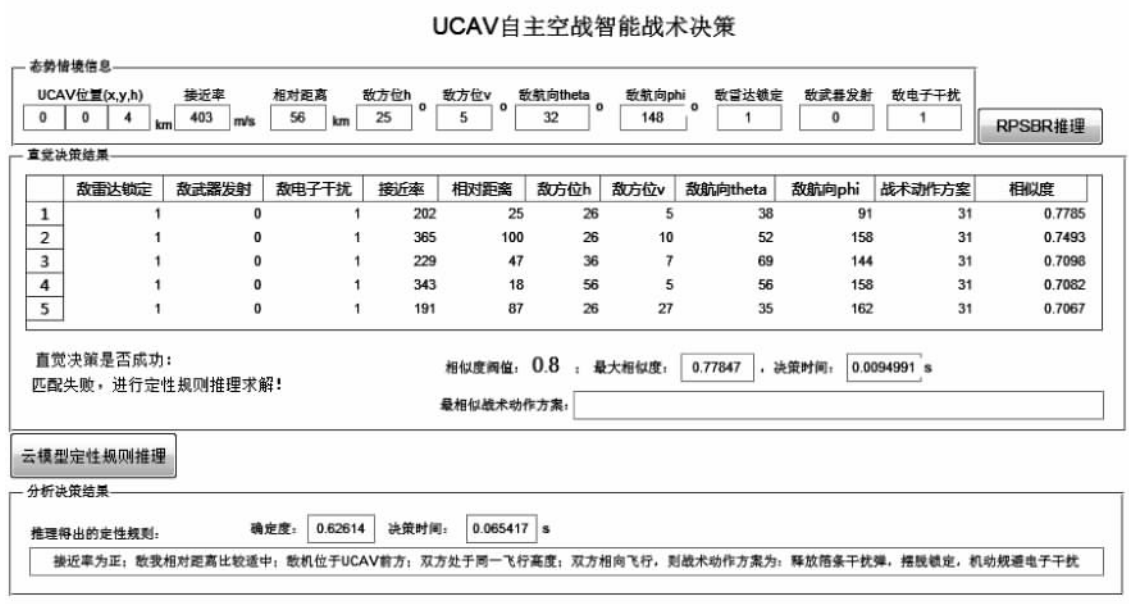 UCAV自主空战智能战术决策
态势情境信息
UCAV位置(x,y,h) 接近率 相对距离 敌方位h 敌方位v 敌航向theta 敌航向phi 敌雷达锁定 敌武器发射 敌电子干扰
0 0 4 km 403 m/s 56 km 25 o 5 o 32 o 148 o 1 0 1
RPSBR推理
直觉决策结果
敌雷达锁定 敌武器发射 敌电子干扰 接近率 相对距离 敌方位h 敌方位v 敌航向theta 敌航向phi 战术动作方案 相似度
1 1 0 1 202 25 26 5 38 91 31 0.7785
2 1 0 1 365 100 26 10 52 158 31 0.7493
3 1 0 1 229 47 36 7 69 144 31 0.7098
4 1 0 1 343 18 56 5 56 158 31 0.7082
5 1 0 1 191 87 26 27 35 162 31 0.7067
直觉决策是否成功：
匹配失败，进行定性规则推理求解！
相似度阀值： 0.8 ； 最大相似度： 0.77847 ，决策时间： 0.0094991 s
最相似战术动作方案：
云模型定性规则推理
分析决策结果
推理得出的定性规则： 确定度： 0.62614 决策时间： 0.065417 s
接近率为正；敌我相对距离比较适中；敌机位于UCAV前方；双方处于同一飞行高度；双方相向飞行，则战术动作方案为：释放箔条干扰弹，摆脱锁定，机动规避电子干扰